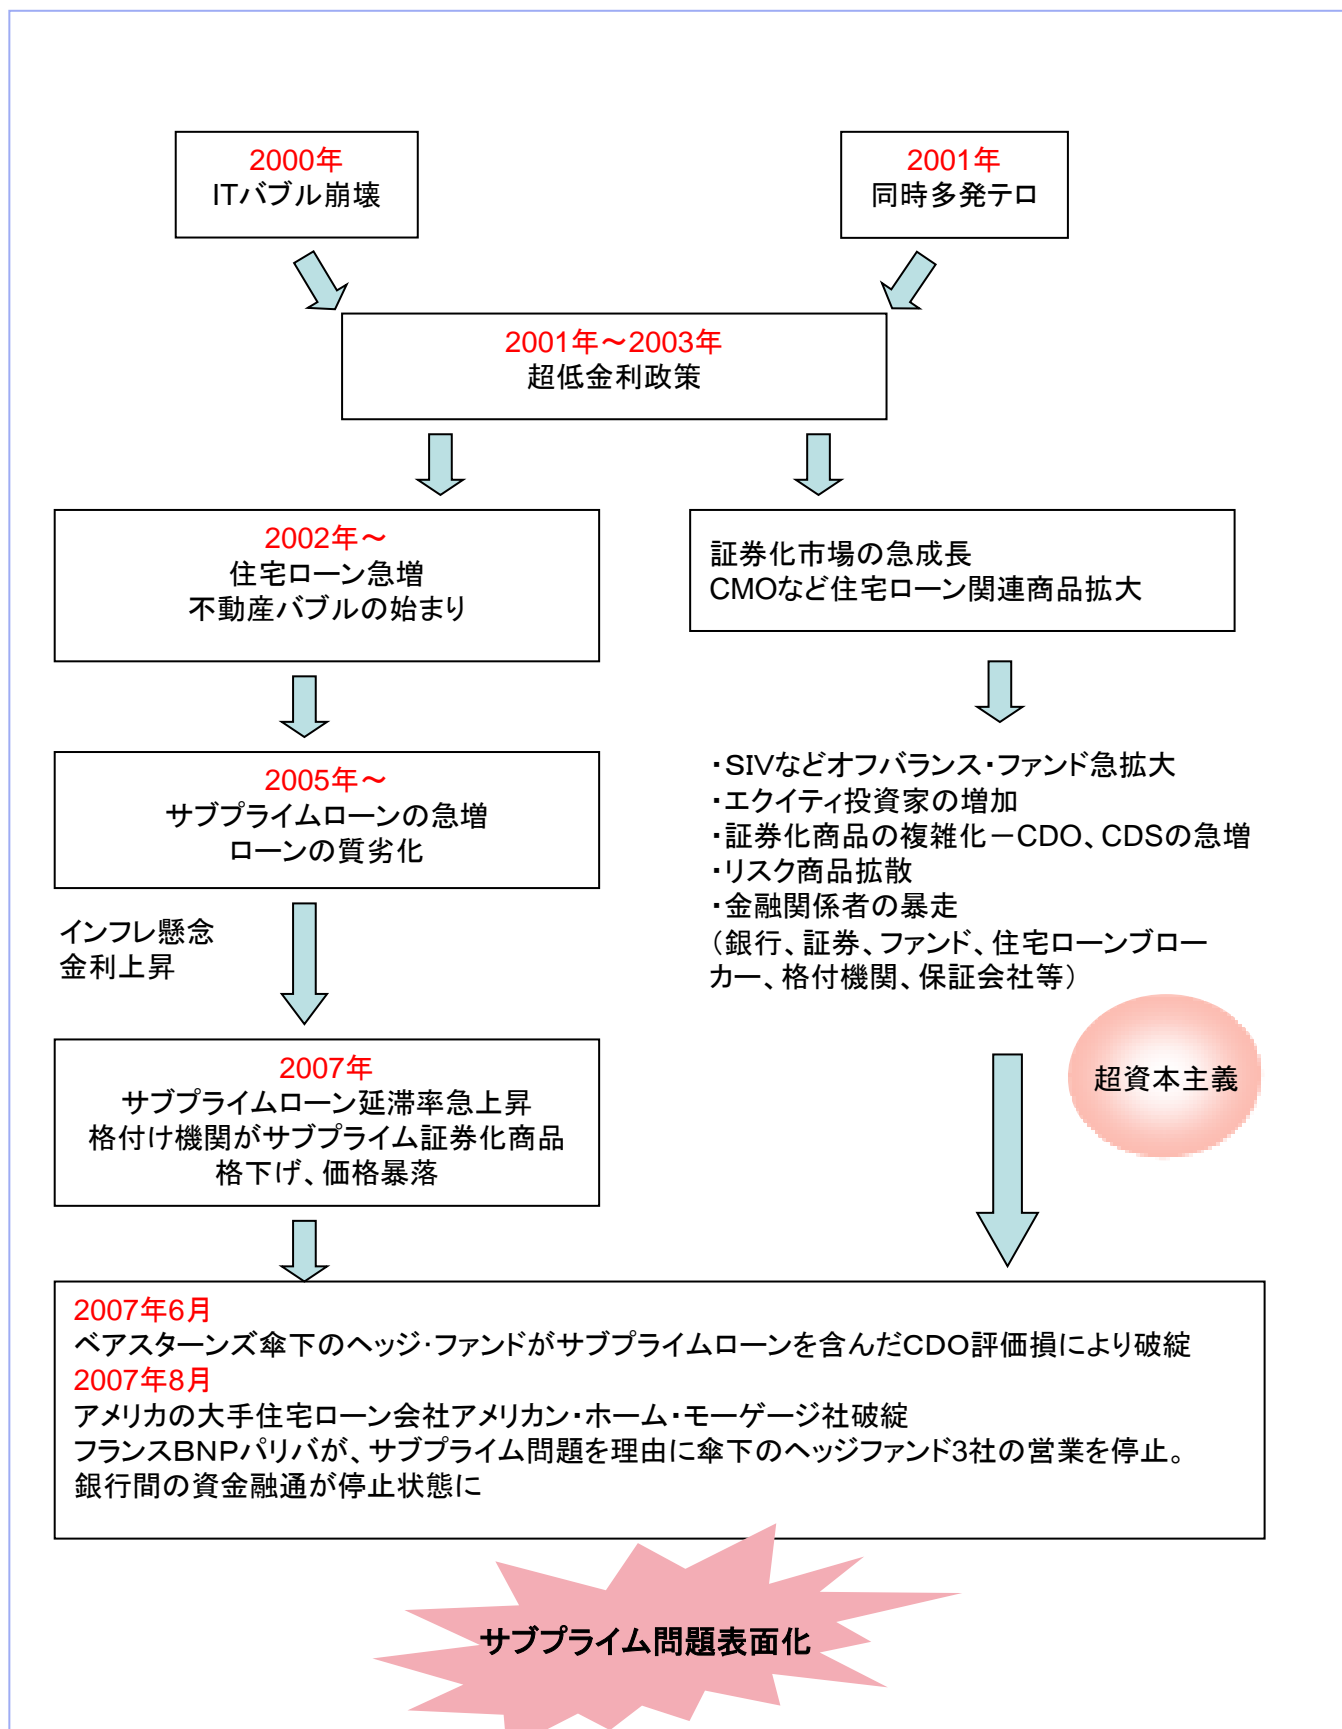 2000年
ITバブル崩壊
2001年
同時多発テロ
2001年～2003年
超低金利政策
2002年～
住宅ローン急増
不動産バブルの始まり
証券化市場の急成長
CMOなど住宅ローン関連商品拡大
2005年～
サブプライムローンの急増
ローンの質劣化
・SIVなどオフバランス・ファンド急拡大
・エクイティ投資家の増加
・証券化商品の複雑化－CDO、CDSの急増
・リスク商品拡散
・金融関係者の暴走
（銀行、証券、ファンド、住宅ローンブロー
カー、格付機関、保証会社等）
インフレ懸念
金利上昇
超資本主義
2007年
サブプライムローン延滞率急上昇
格付け機関がサブプライム証券化商品
格下げ、価格暴落
2007年6月
ベアスターンズ傘下のヘッジ・ファンドがサブプライムローンを含んだCDO評価損により破綻
2007年8月
アメリカの大手住宅ローン会社アメリカン・ホーム・モーゲージ社破綻
フランスBNPパリバが、サブプライム問題を理由に傘下のヘッジファンド3社の営業を停止。
銀行間の資金融通が停止状態に
サブプライム問題表面化